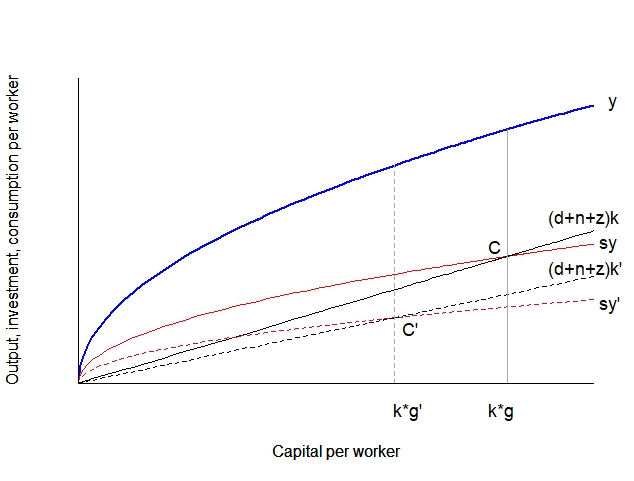 Output, investment, consumption per worker
y
(d+n+z)k
sy
C
(d+n+z)k'
sy'
C'
k*g'
k*g
Capital per worker